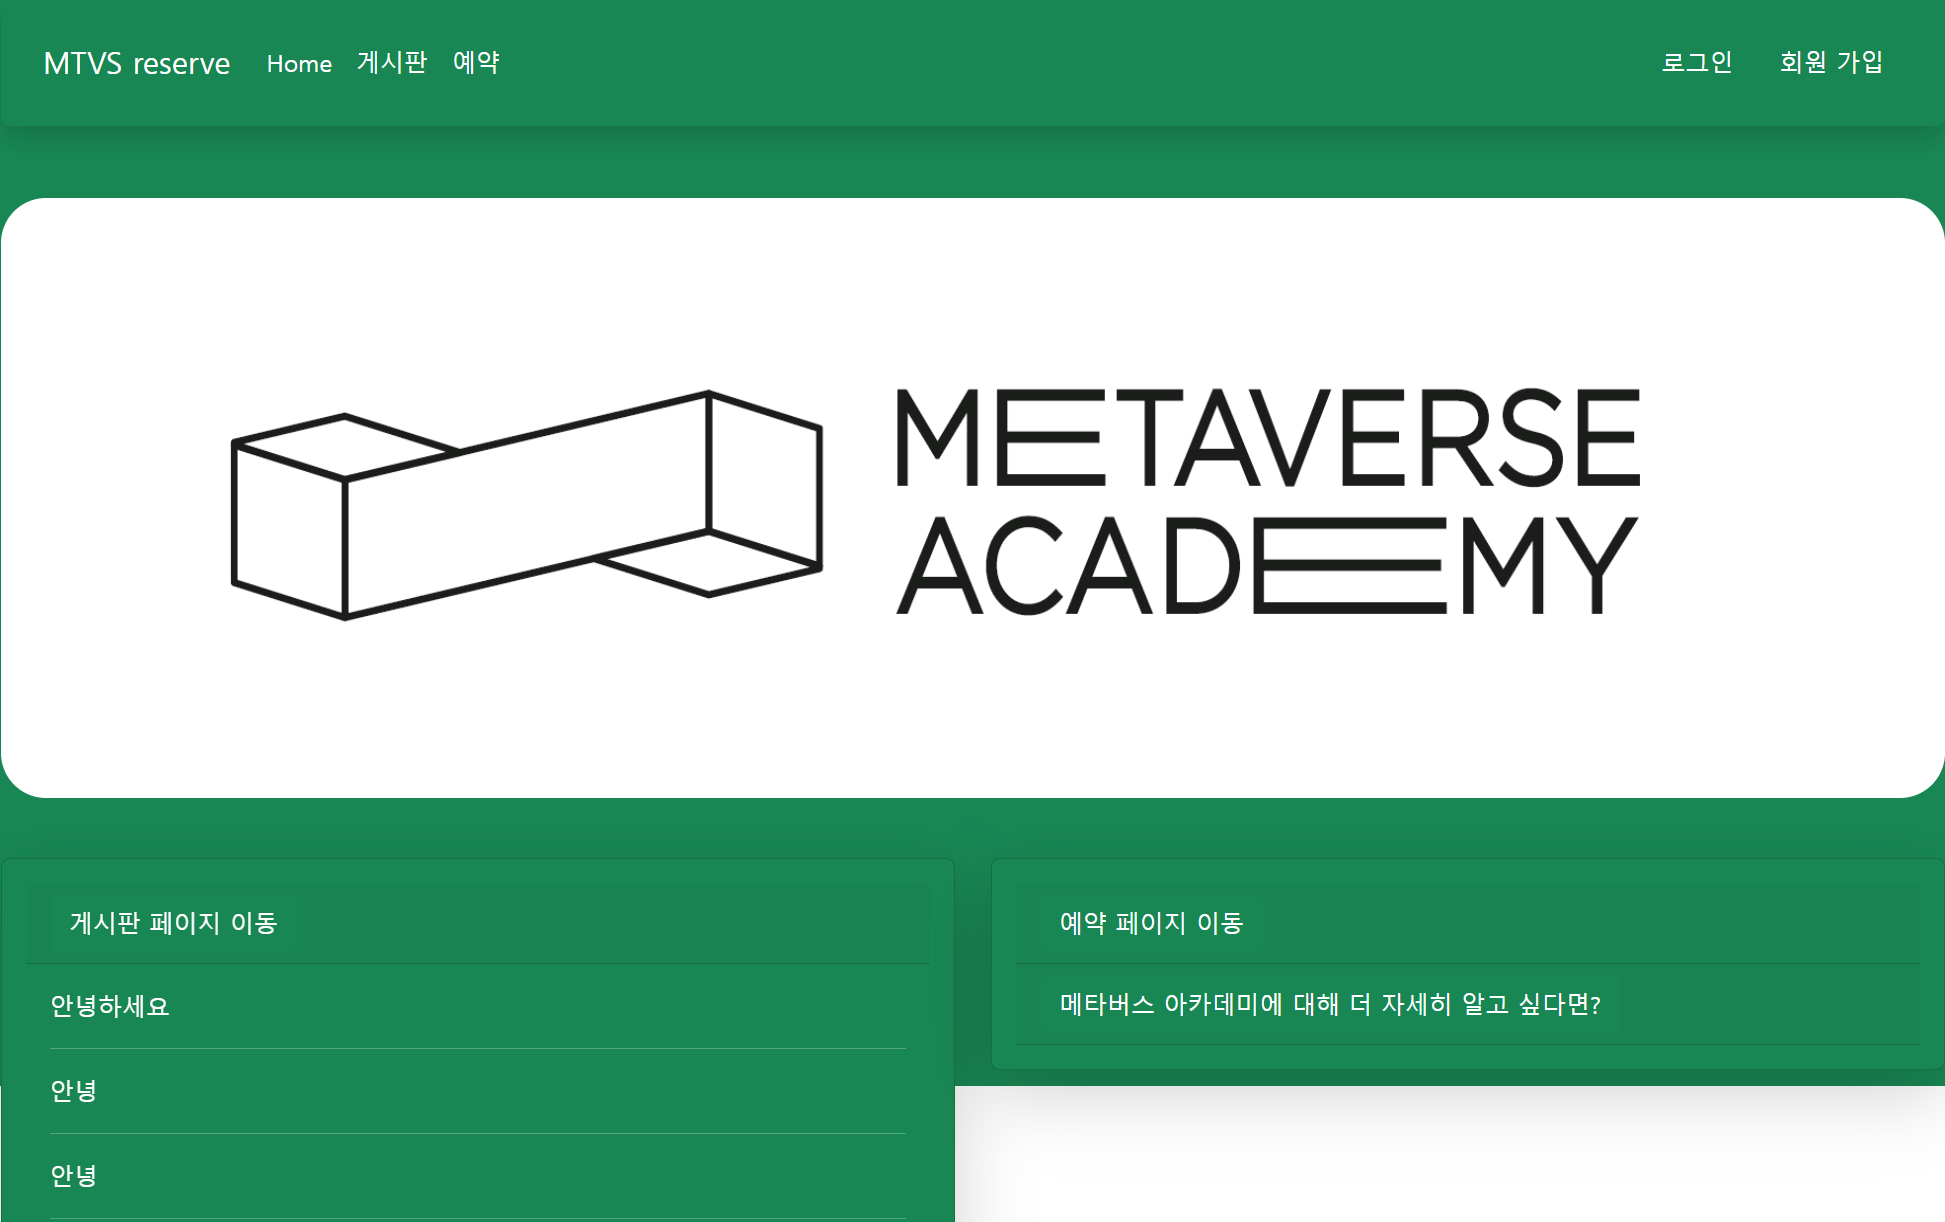 MTVS reserve Home 게시판 예약 로그인 회원 가입
METAVERSE
ACADEMY
게시판 페이지 이동
안녕하세요
안녕
안녕
예약 페이지 이동
메타버스 아카데미에 대해 더 자세히 알고 싶다면?